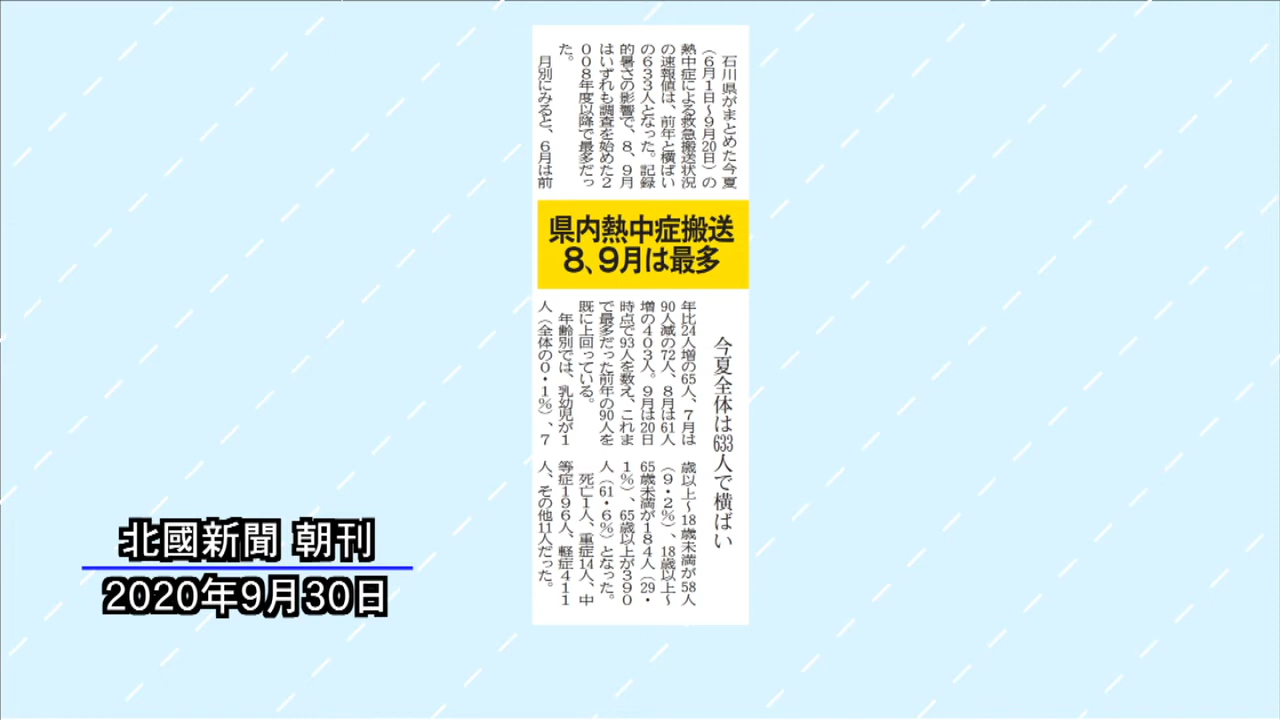 石川県がまとめた今夏
(6月1日～9月20日)の
熱中症による救急搬送状況
の速報値は、前年と横ばい
の633人となった。記録
的暑さの影響で、8、9月
はいずれも調査を始めた2
008年度以降で最多だっ
た。
月別にみると、6月は前
県内熱中症搬送
8、9月は最多
今夏全体は633人で横ばい
年比24人増の65人、7月は
90人減の72人、8月は61人
増の403人。9月は20日
時点で93人を数え、これま
で最多だった前年の90人を
既に上回っている。
年齢別では、乳幼児が1
人(全体の0・1%)、7
歳以上～18歳未満が58人
(9・2%)、18歳以上～
65歳未満が184人(29・
1%)、65歳以上が390
人(61・6%)となった。
死亡1人、重症14人、中
等症196人、軽症411
人、その他11人だった。
北國新聞 朝刊
2020年9月30日